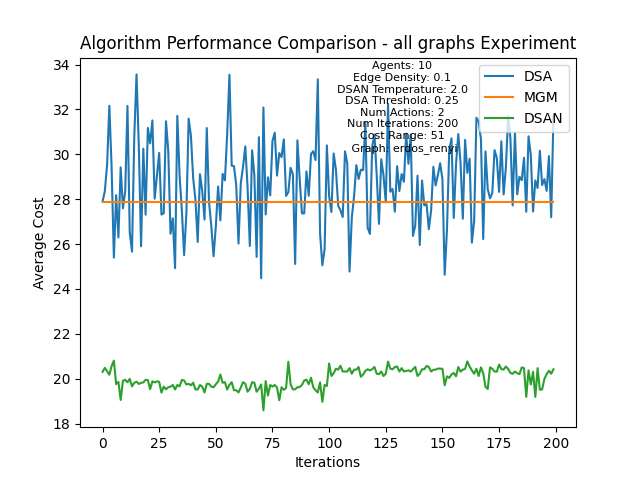 Algorithm Performance Comparison - all graphs Experiment
Agents: 10
Edge Density: 0.1
DSAN Temperature: 2.0
DSA Threshold: 0.25
Num Actions: 2
Num Iterations: 200
Cost Range: 51
Graph: erdos_renyi
DSA
MGM
DSAN
34
32
30
28
26
24
22
20
18
Average Cost
0
25
50
75
100
125
150
175
200
Iterations